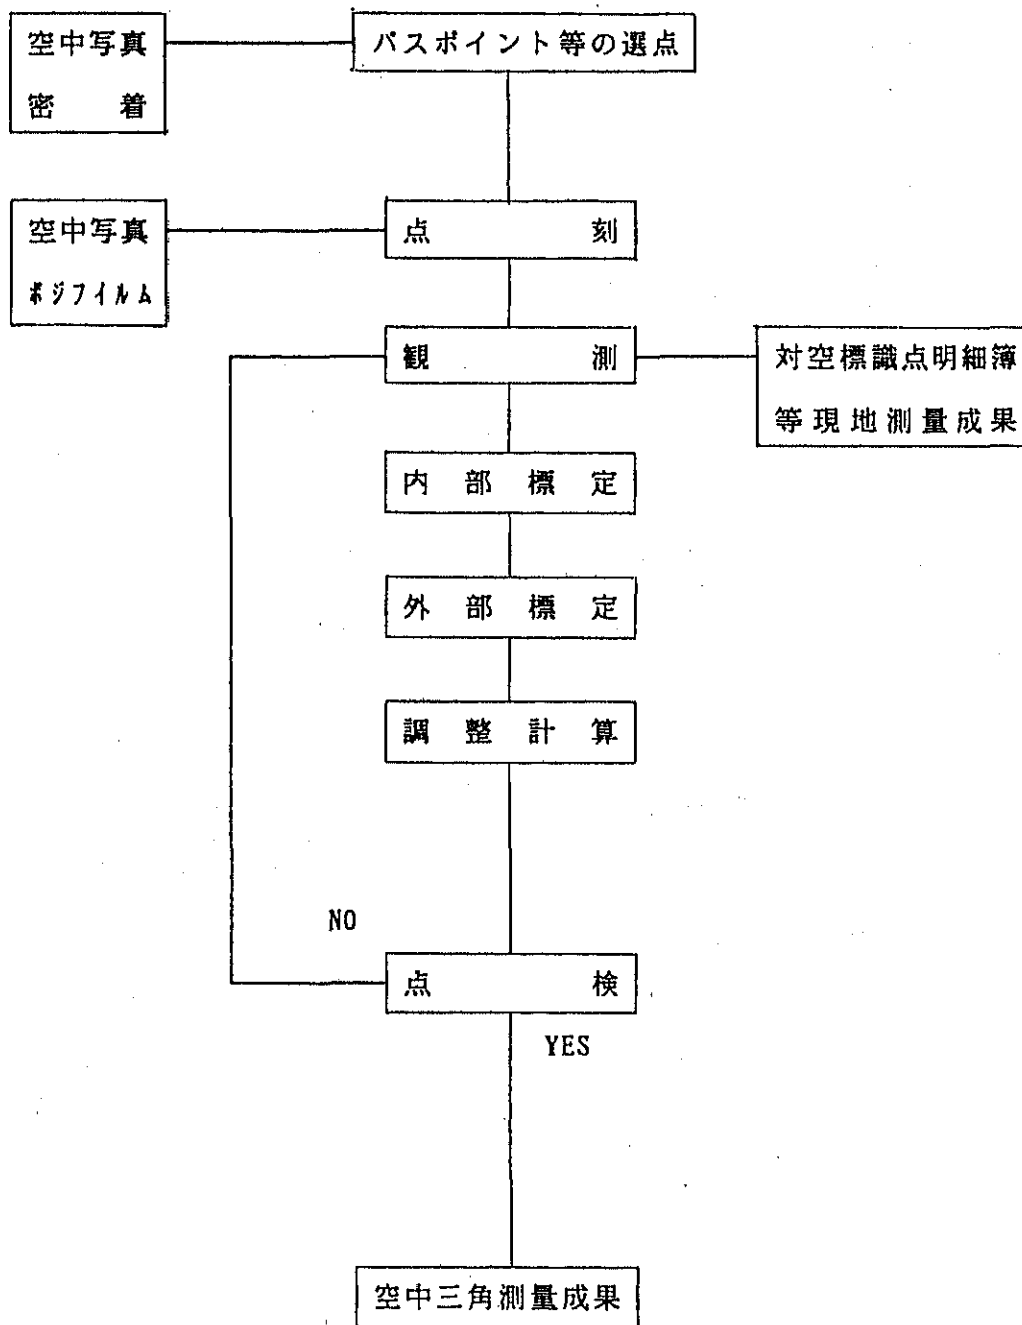 空中写真
密着
パスポイント等の選点
空中写真
ポジフイルム
点刻
観測
対空標識点明細簿
等現地測量成果
内部標定
外部標定
調整計算
NO
点検
YES
空中三角測量成果